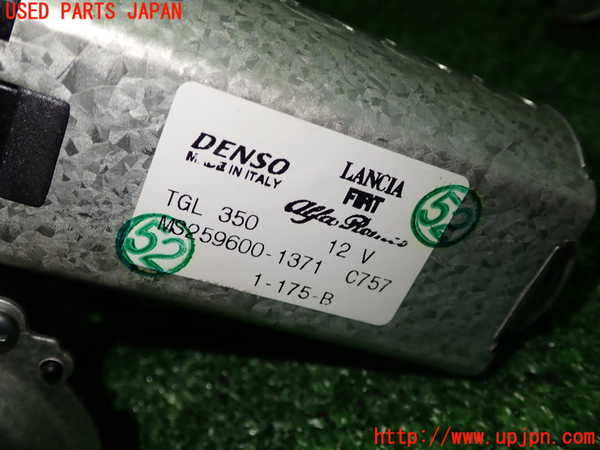 USED PARTS JAPAN
DENSO
MADE IN ITALY
LANCIA
FIAT
Alfa Romeo
TGL 350
12 V
MS259600-1371
C757
1-175-B
52
52
http://www.upjpn.com/